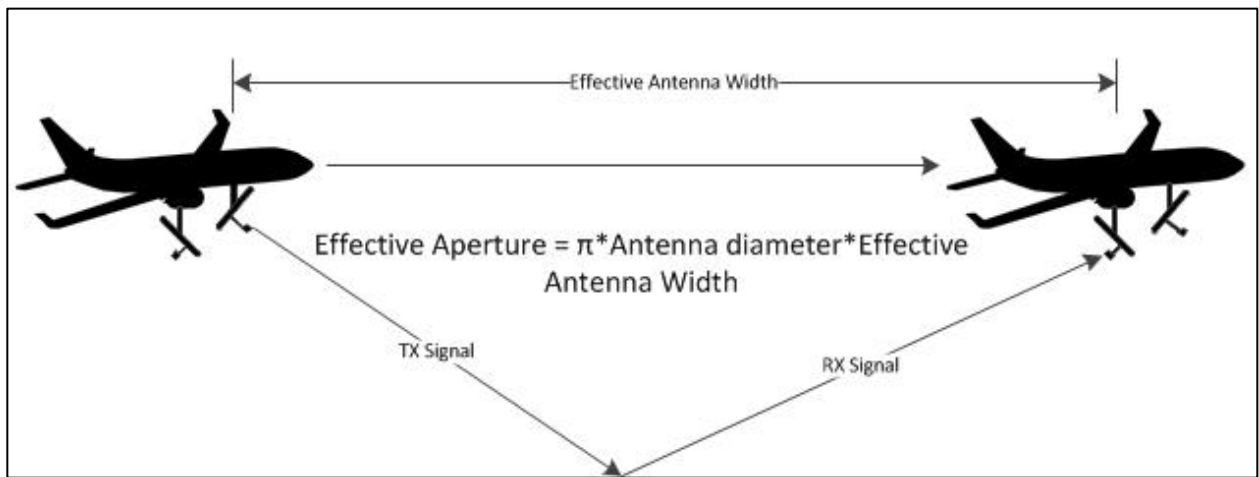 Effective Antenna Width
Effective Aperture = π*Antenna diameter*Effective
Antenna Width
TX Signal
RX Signal